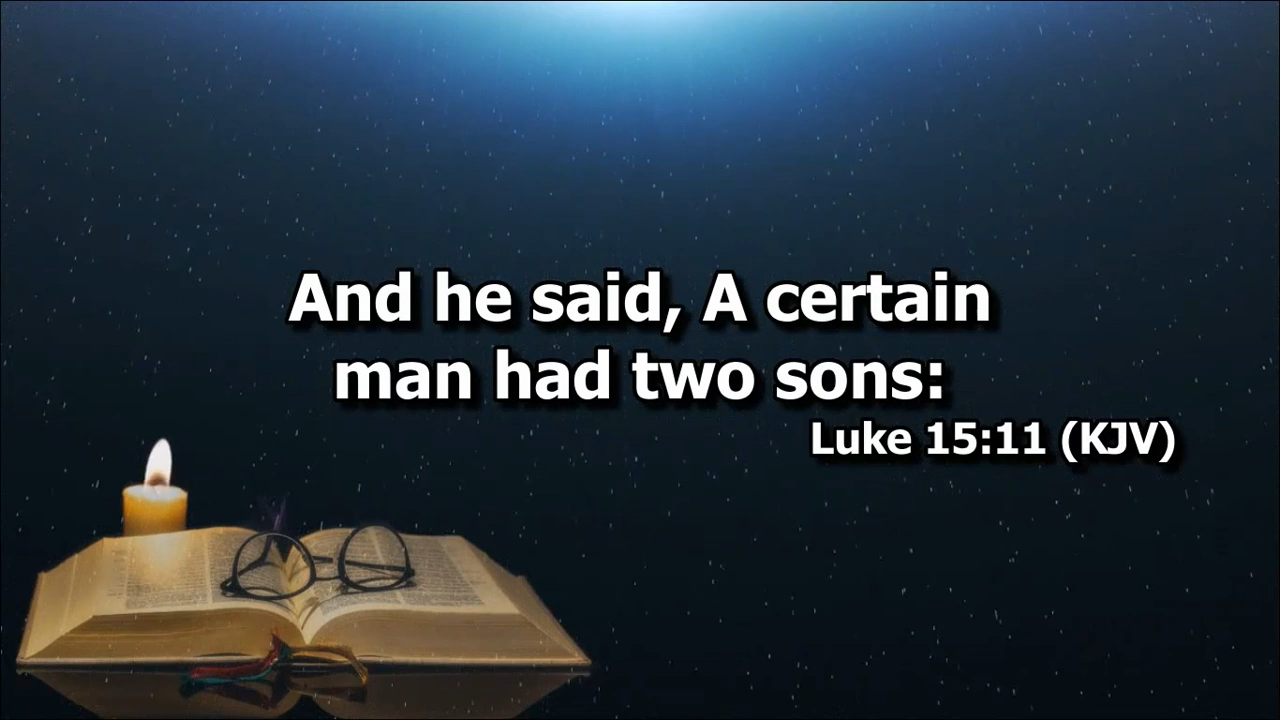 And he said, A certain
man had two sons:
Luke 15:11 (KJV)